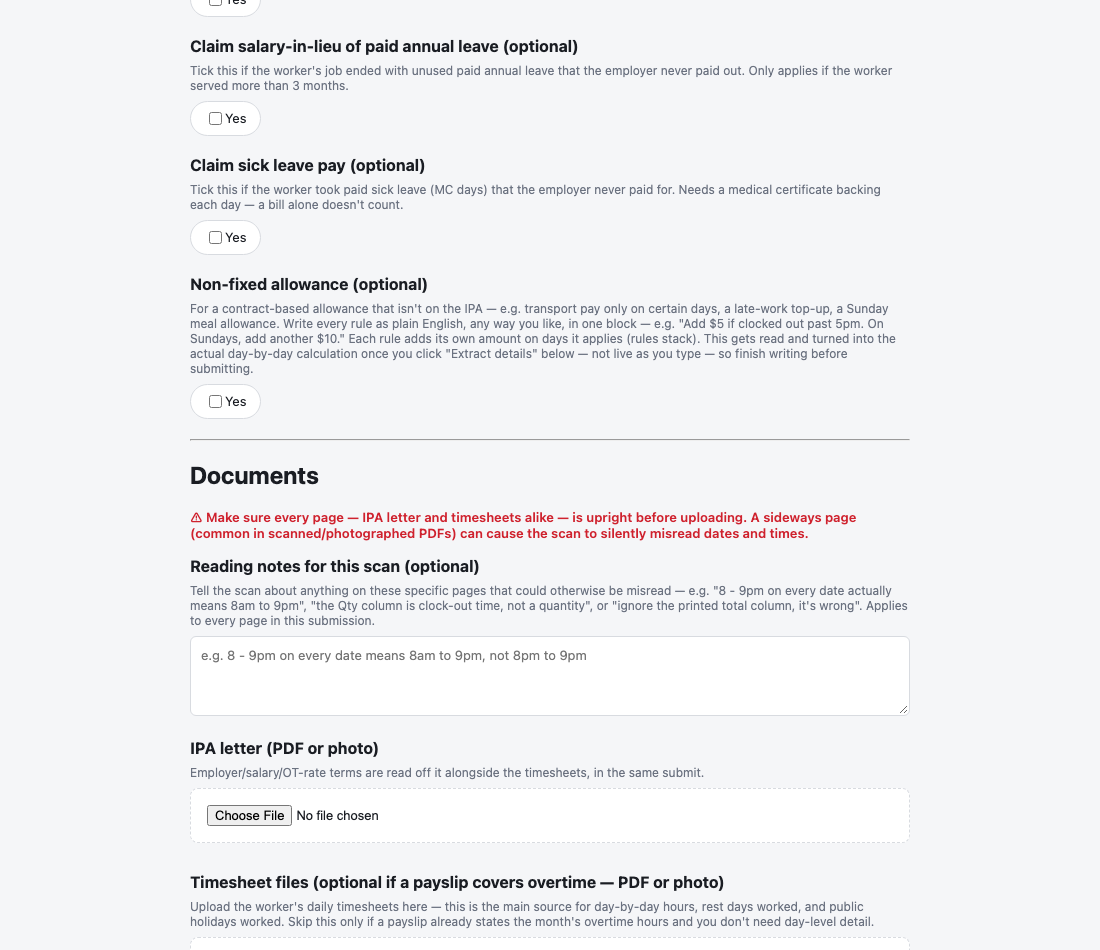 Yes
Claim salary-in-lieu of paid annual leave (optional)
Tick this if the worker's job ended with unused paid annual leave that the employer never paid out. Only applies if the worker
served more than 3 months.
Yes
Claim sick leave pay (optional)
Tick this if the worker took paid sick leave (MC days) that the employer never paid for. Needs a medical certificate backing
each day — a bill alone doesn't count.
Yes
Non-fixed allowance (optional)
For a contract-based allowance that isn't on the IPA — e.g. transport pay only on certain days, a late-work top-up, a Sunday
meal allowance. Write every rule as plain English, any way you like, in one block — e.g. "Add $5 if clocked out past 5pm. On
Sundays, add another $10." Each rule adds its own amount on days it applies (rules stack). This gets read and turned into the
actual day-by-day calculation once you click "Extract details" below — not live as you type — so finish writing before
submitting.
Yes
Documents
⚠ Make sure every page — IPA letter and timesheets alike — is upright before uploading. A sideways page
(common in scanned/photographed PDFs) can cause the scan to silently misread dates and times.
Reading notes for this scan (optional)
Tell the scan about anything on these specific pages that could otherwise be misread — e.g. "8 - 9pm on every date actually
means 8am to 9pm", "the Qty column is clock-out time, not a quantity", or "ignore the printed total column, it's wrong". Applies
to every page in this submission.
e.g. 8 - 9pm on every date means 8am to 9pm, not 8pm to 9pm
IPA letter (PDF or photo)
Employer/salary/OT-rate terms are read off it alongside the timesheets, in the same submit.
Choose File No file chosen
Timesheet files (optional if a payslip covers overtime — PDF or photo)
Upload the worker's daily timesheets here — this is the main source for day-by-day hours, rest days worked, and public
holidays worked. Skip this only if a payslip already states the month's overtime hours and you don't need day-level detail.